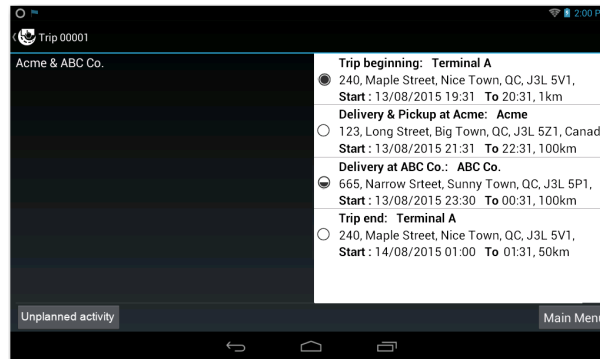 2:00 P
Trip 00001
Acme & ABC Co.
Trip beginning: Terminal A
240, Maple Street, Nice Town, QC, J3L 5V1,
Start : 13/08/2015 19:31 To 20:31, 1km
Delivery & Pickup at Acme: Acme
123, Long Street, Big Town, QC, J3L 5Z1, Canad
Start : 13/08/2015 21:31 To 22:31, 100km
Delivery at ABC Co.: ABC Co.
665, Narrow Srteet, Sunny Town, QC, J3L 5P1,
Start : 13/08/2015 23:30 To 00:31, 100km
Trip end: Terminal A
240, Maple Street, Nice Town, QC, J3L 5V1,
Start : 14/08/2015 01:00 To 01:31, 50km
Unplanned activity
Main Menu